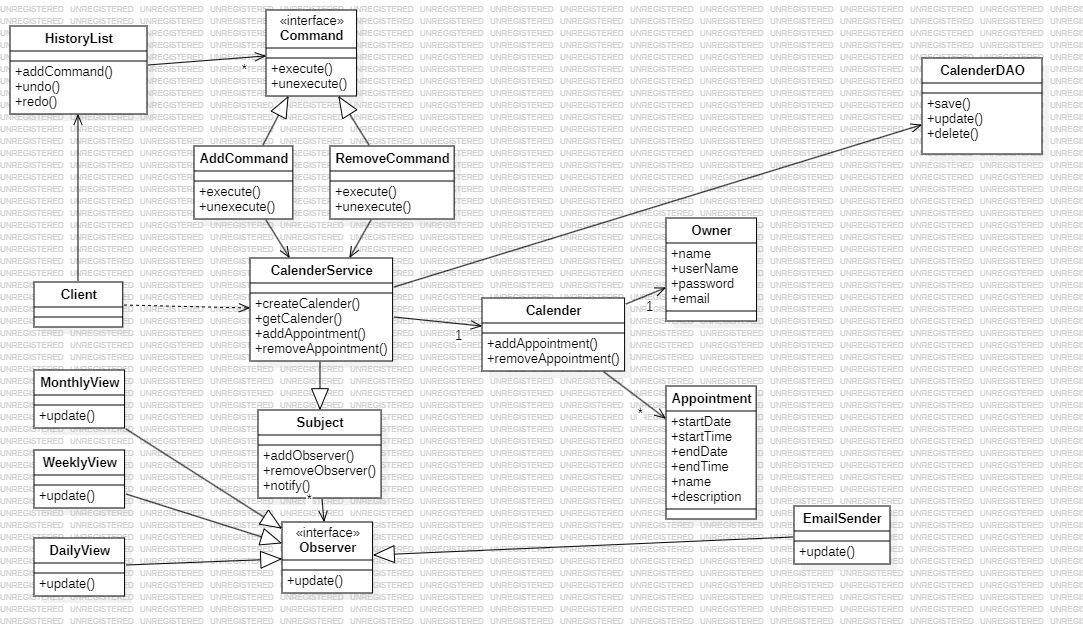 HistoryList
+addCommand()
+undo()
+redo()
*
«interface»
Command
+execute()
+unexecute()
CalenderDAO
+save()
+update()
+delete()
AddCommand
+execute()
+unexecute()
RemoveCommand
+execute()
+unexecute()
Owner
+name
+userName
+password
+email
1
Client
CalenderService
+createCalender()
+getCalender()
+addAppointment()
+removeAppointment()
1
Calender
+addAppointment()
+removeAppointment()
*
Appointment
+startDate
+startTime
+endDate
+endTime
+name
+description
MonthlyView
+update()
WeeklyView
+update()
DailyView
+update()
Subject
+addObserver()
+removeObserver()
+notify()
*
«interface»
Observer
+update()
EmailSender
+update()
UNREGISTERED